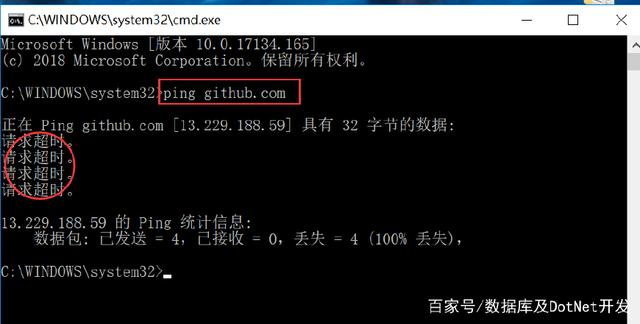 C:\WINDOWS\system32\cmd.exe
Microsoft Windows [版本 10.0.17134.165]
(c) 2018 Microsoft Corporation。保留所有权利。
C:\WINDOWS\system32>ping github.com
正在 Ping github.com [13.229.188.59] 具有 32 字节的数据:
请求超时。
请求超时。
请求超时。
请求超时。
13.229.188.59 的 Ping 统计信息:
数据包: 已发送 = 4，已接收 = 0，丢失 = 4 (100% 丢失)，
C:\WINDOWS\system32>
百家号/数据库及DotNet开发